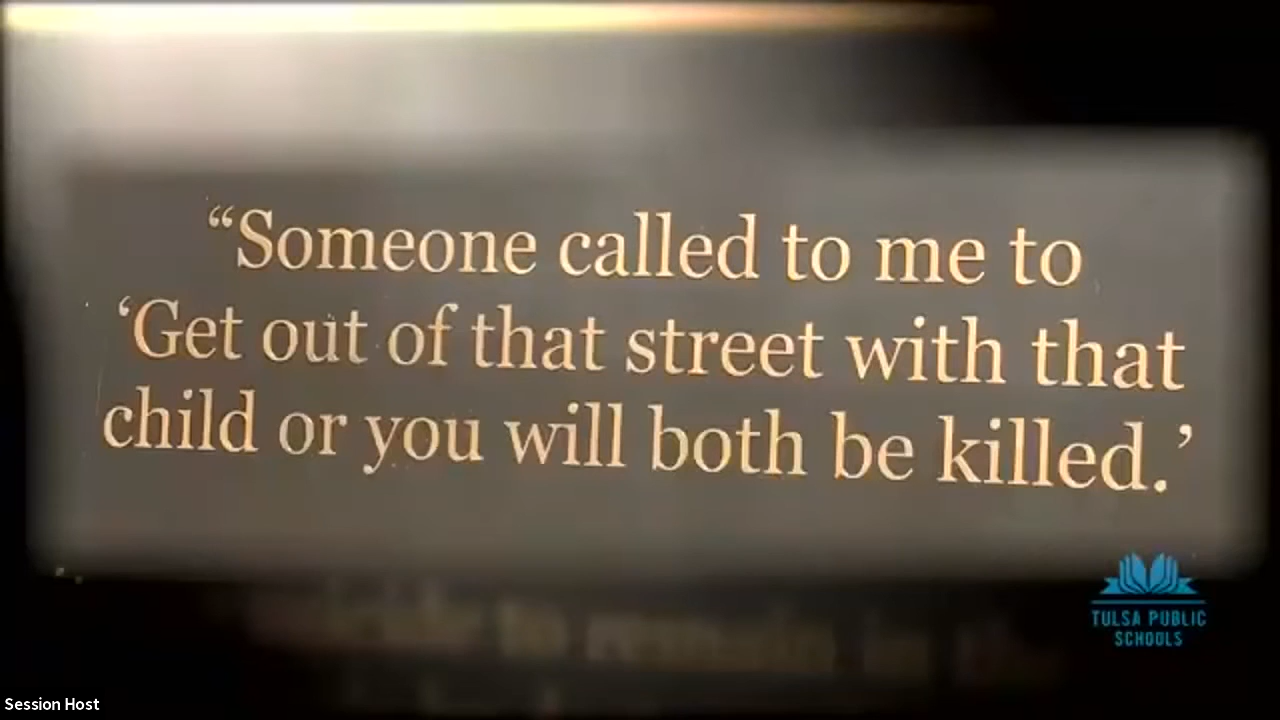 “Someone called to me to
‘Get out of that street with that
child or you will both be killed.’
TULSA PUBLIC
SCHOOLS
Session Host